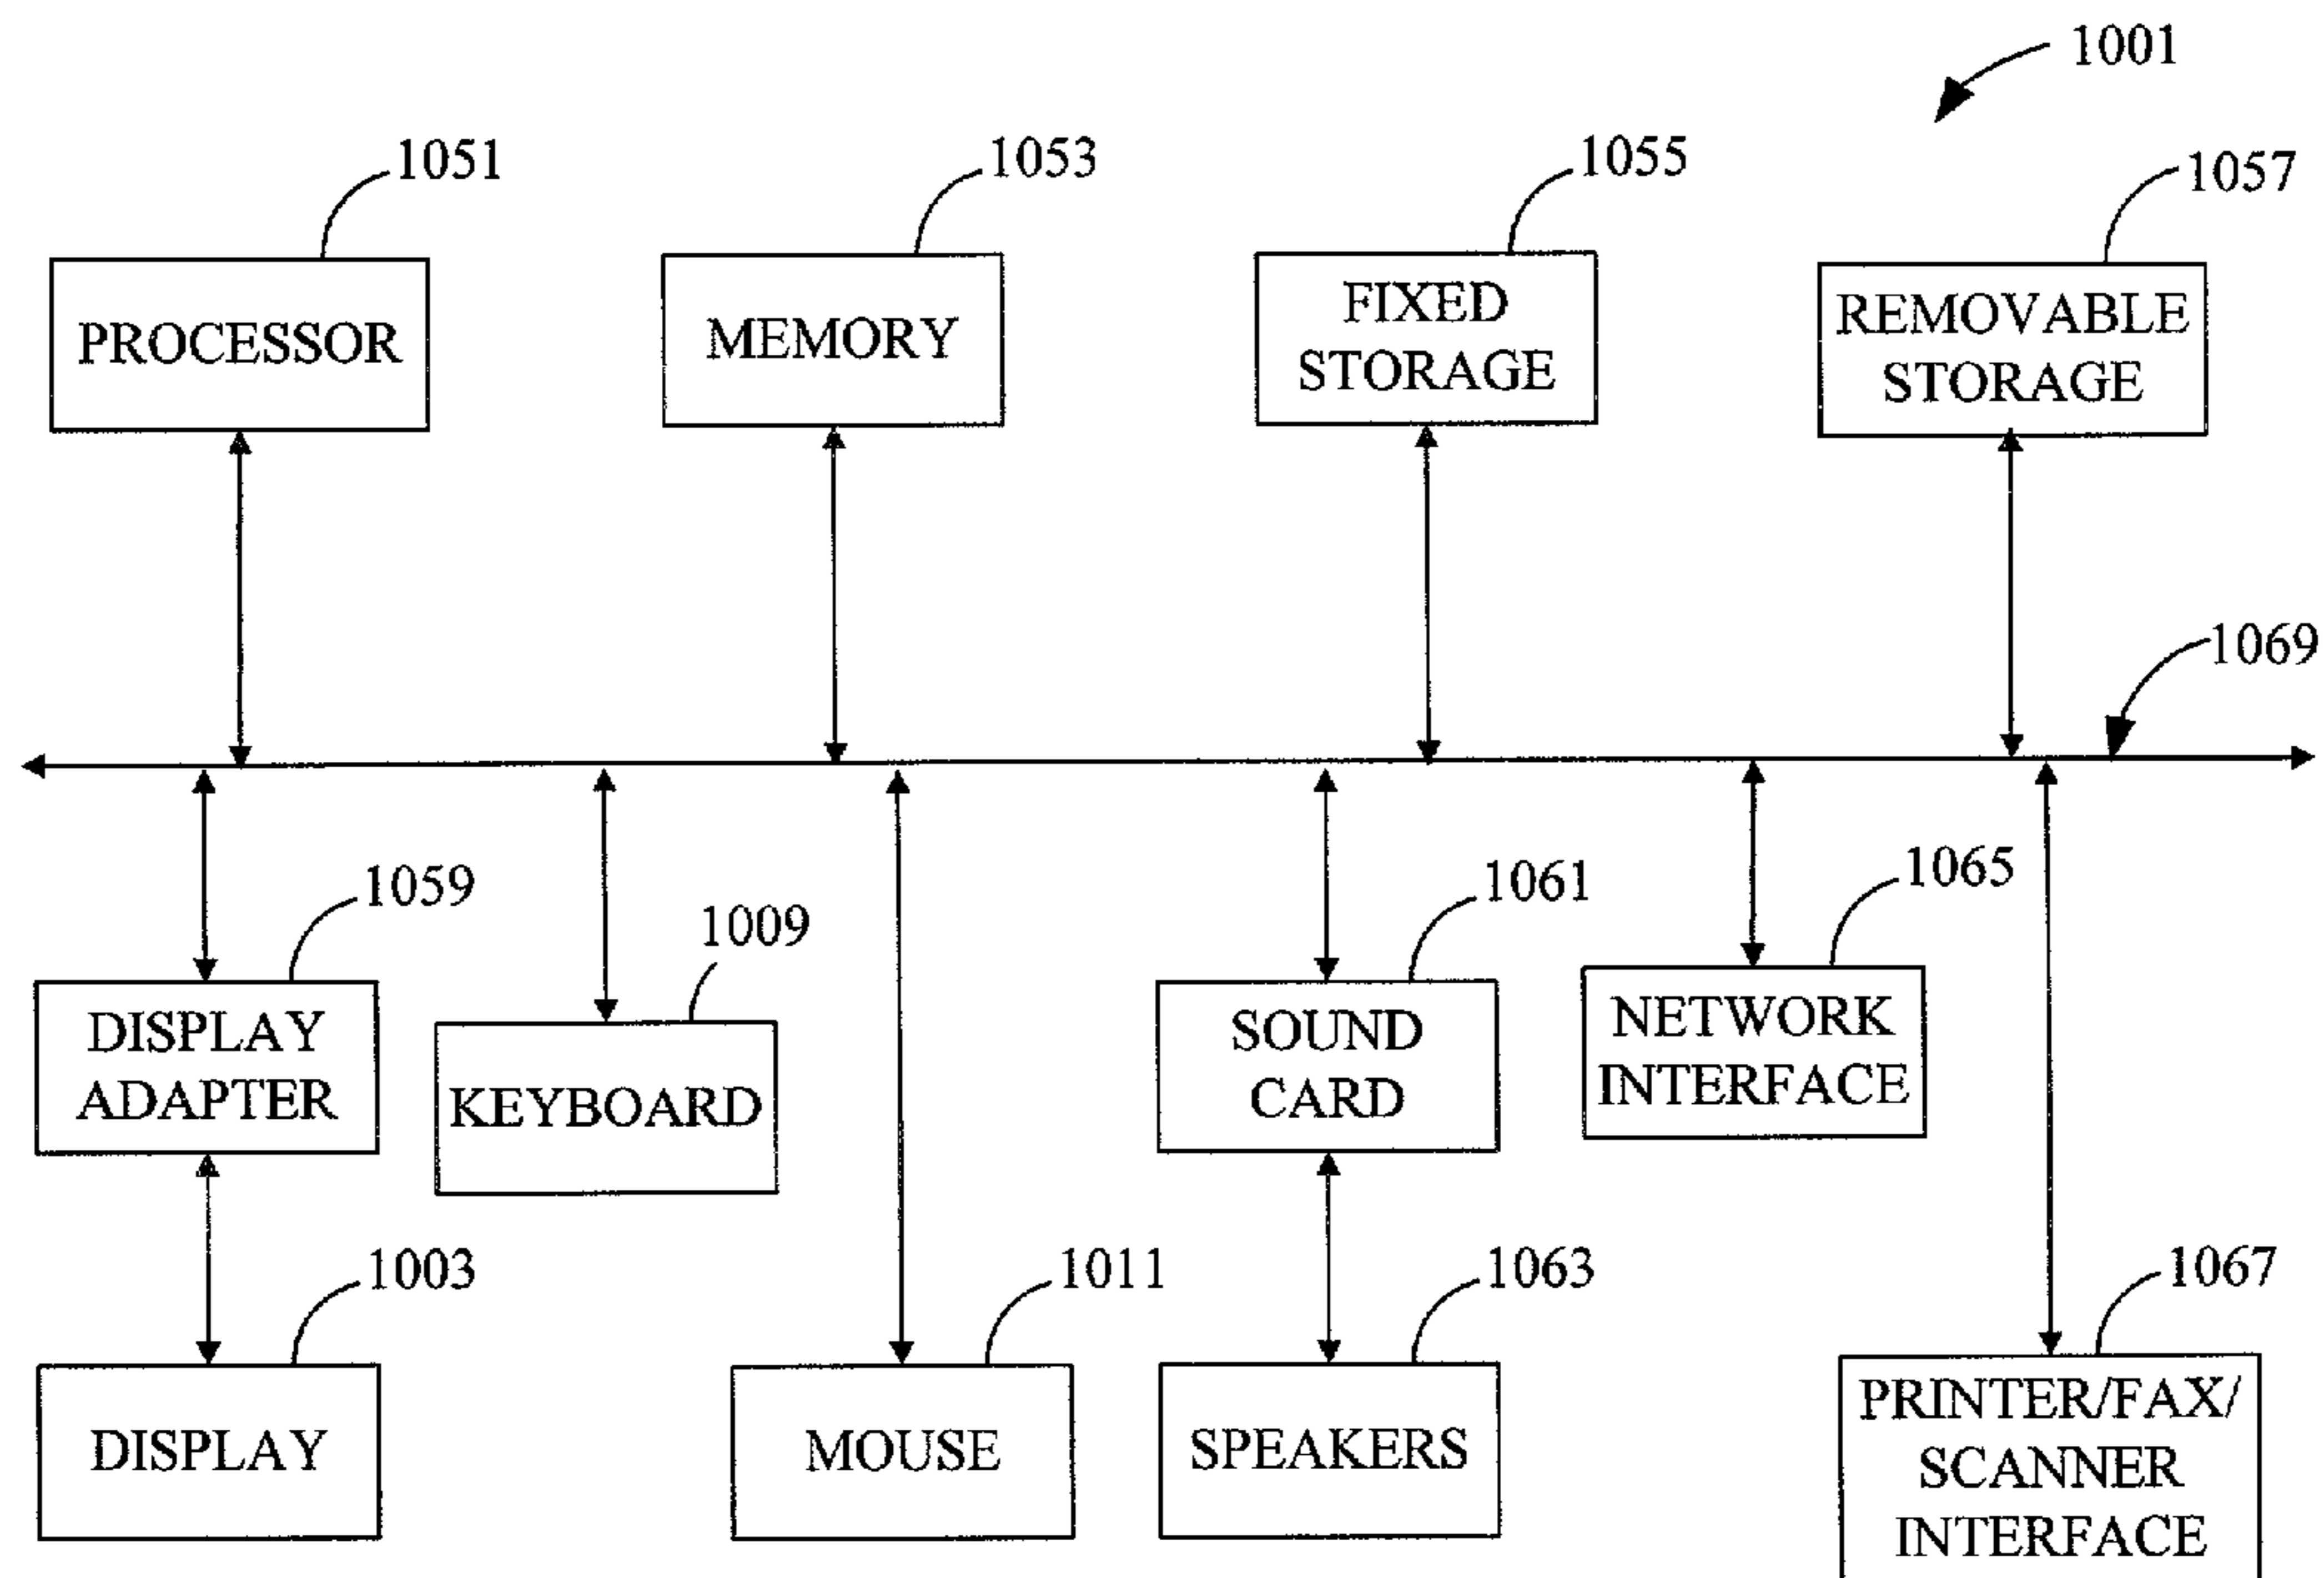 1001
1051
1053
1055
1057
PROCESSOR
MEMORY
FIXED
STORAGE
REMOVABLE
STORAGE
1069
1059
1009
1061
1065
DISPLAY
ADAPTER
KEYBOARD
SOUND
CARD
NETWORK
INTERFACE
1003
1011
1063
1067
DISPLAY
MOUSE
SPEAKERS
PRINTER/FAX/
SCANNER
INTERFACE